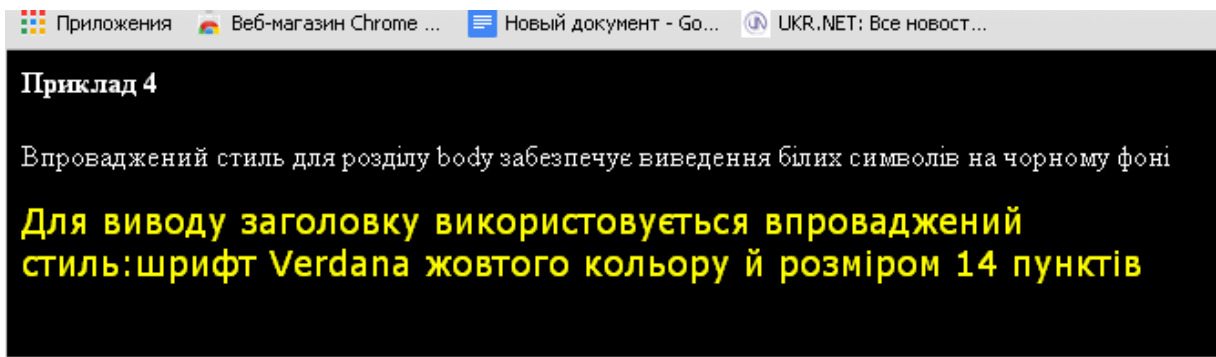 Приложения Веб-магазин Chrome ... Новый документ - Go... UKR.NET: Все новост...
Приклад 4
Впроваджений стиль для розділу body забезпечує виведення білих символів на чорному фоні
Для виводу заголовку використовується впроваджений
стиль:шрифт Verdana жовтого кольору й розміром 14 пунктів